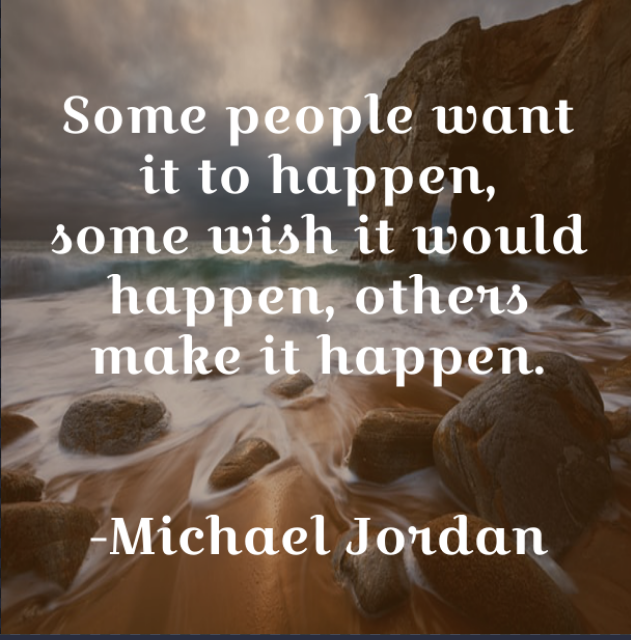 Some people want
it to happen,
some wish it would
happen, others
make it happen.
-Michael Jordan